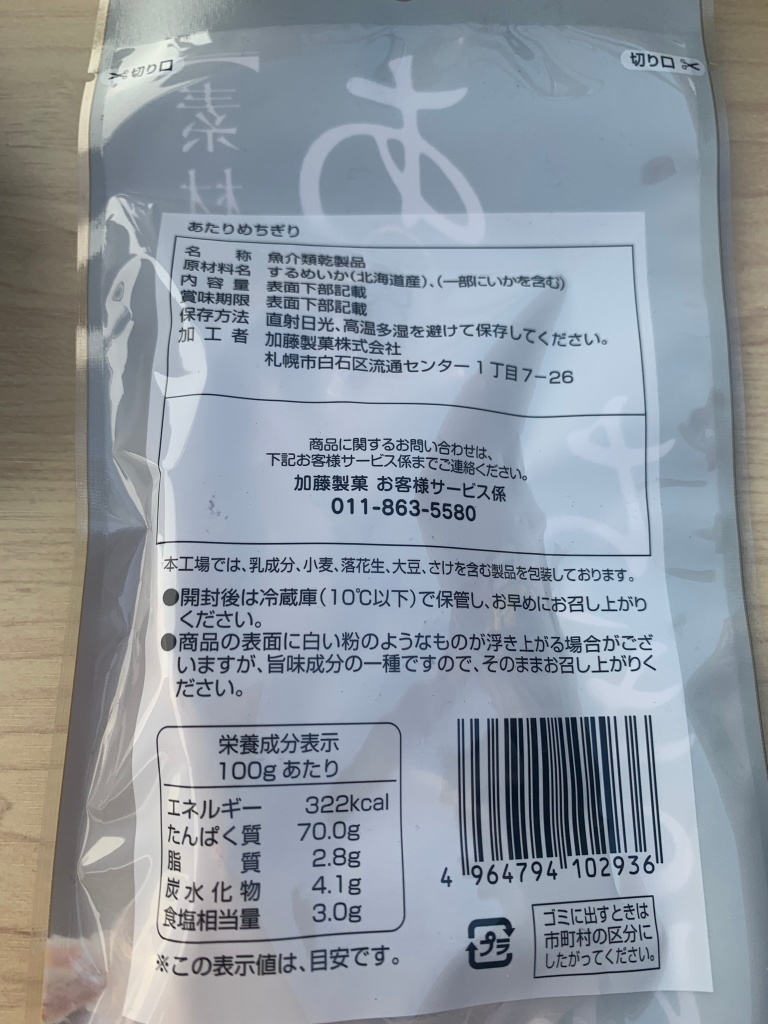 切り口
切り口
素材
あ
あたりめちぎり
名称 魚介類乾製品
原材料名 するめいか(北海道産)、(一部にいかを含む)
内容量 表面下部記載
賞味期限 表面下部記載
保存方法 直射日光、高温多湿を避けて保存してください。
加工者 加藤製菓株式会社
札幌市白石区流通センター1丁目7-26
商品に関するお問い合わせは、
下記お客様サービス係までご連絡ください。
加藤製菓 お客様サービス係
011-863-5580
本工場では、乳成分、小麦、落花生、大豆、さけを含む製品を包装しております。
●開封後は冷蔵庫(10℃以下)で保管し、お早めにお召し上がり
ください。
●商品の表面に白い粉のようなものが浮き上がる場合がござ
いますが、旨味成分の一種ですので、そのままお召し上がりく
ださい。
栄養成分表示
100gあたり
エネルギー 322kcal
たんぱく質 70.0g
脂質 2.8g
炭水化物 4.1g
食塩相当量 3.0g
※この表示値は、目安です。
4 964794 102936
プラ
ゴミに出すときは
市町村の区分に
したがってください。